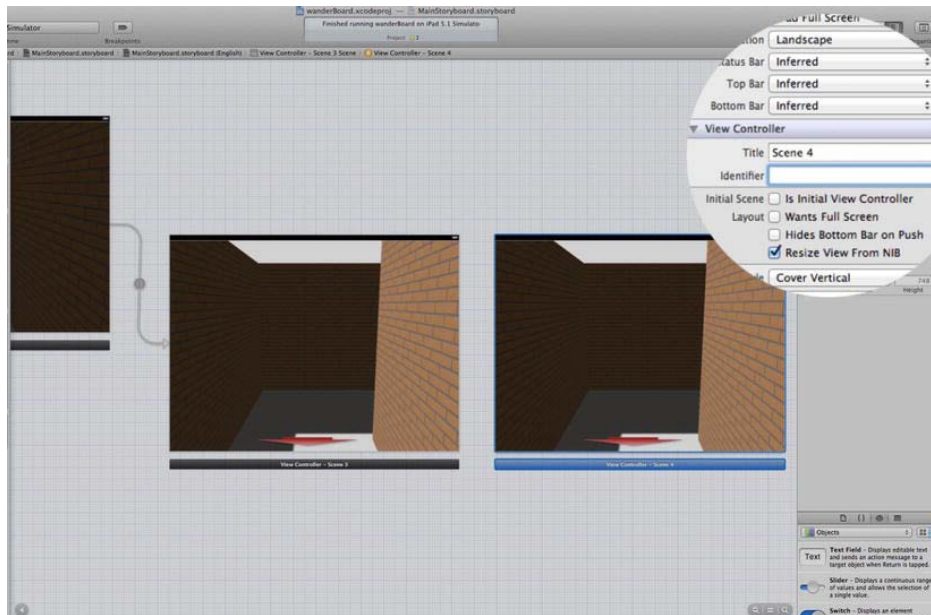 wanderBoard.xcodeproj — MainStoryboard.storyboard
Simulator
Finished running wanderBoard on iPad 5.1 Simulator
Project 2
Breakpoints
MainStoryboard.storyboard MainStoryboard.storyboard (English) View Controller - Scene 3 Scene View Controller - Scene 4
Full Screen
Landscape
Status Bar Inferred
Top Bar Inferred
Bottom Bar Inferred
View Controller
Title Scene 4
Identifier
Initial Scene Is Initial View Controller
Layout Wants Full Screen
Hides Bottom Bar on Push
Resize View From NIB
Cover Vertical
Height
View Controller - Scene 3
View Controller - Scene 4
Objects
Text Text Field - Displays editable text
and sends an action message to a
target object when Return is tapped.
Slider - Displays a continuous range
of values and allows the selection of
a single value.
Switch - Displays an element